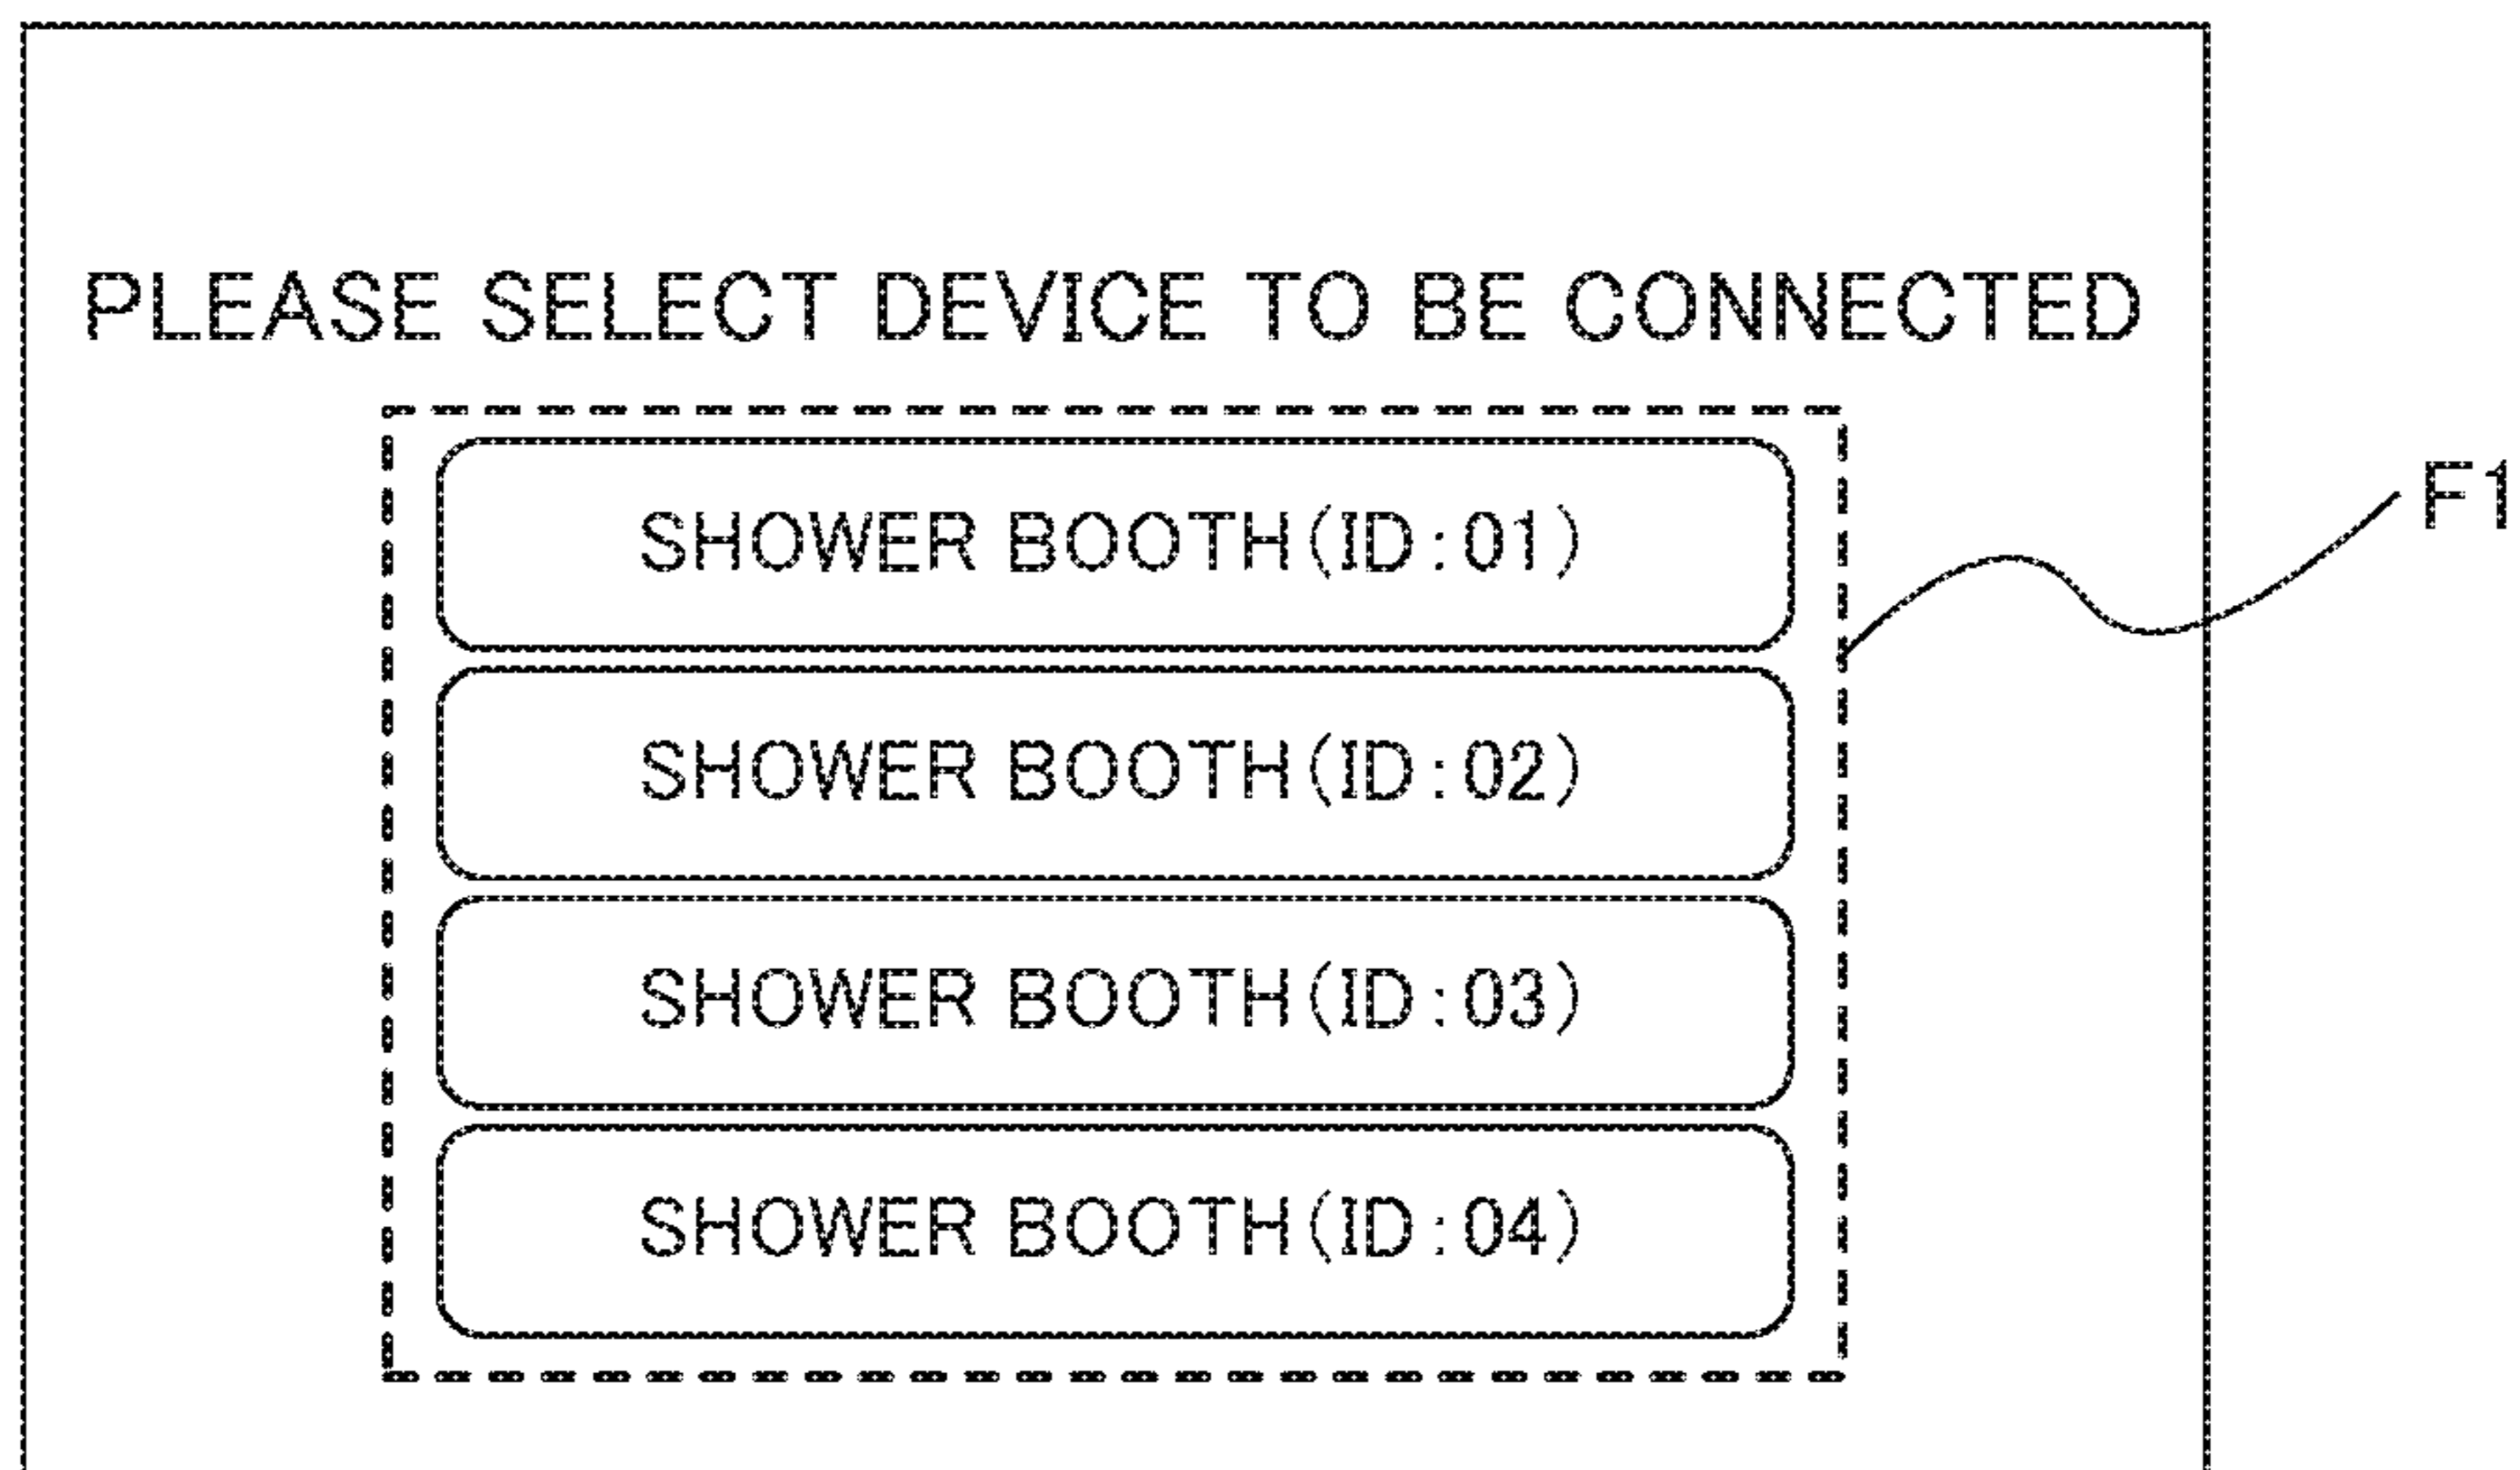 PLEASE SELECT DEVICE TO BE CONNECTED
F1
SHOWER BOOTH(ID:01)
SHOWER BOOTH(ID:02)
SHOWER BOOTH(ID:03)
SHOWER BOOTH(ID:04)